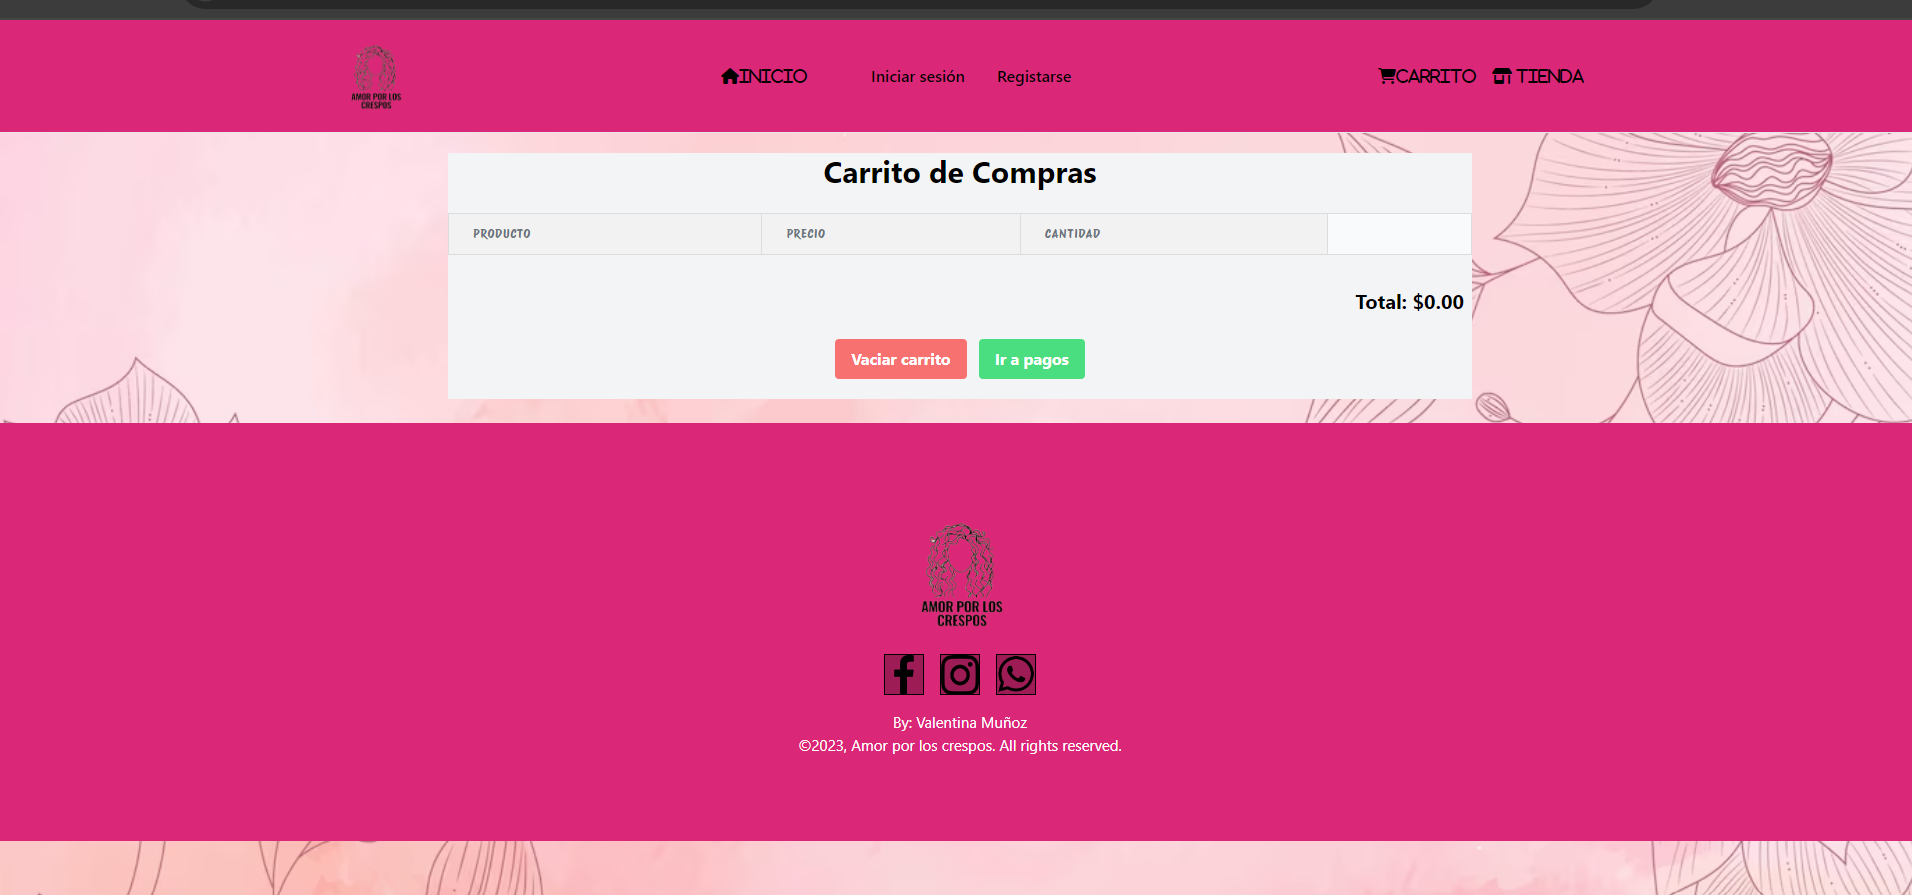 AMOR POR LOS
CRESPOS
INICIO
Iniciar sesión
Registarse
CARRITO
TIENDA
Carrito de Compras
PRODUCTO
PRECIO
CANTIDAD
Total: $0.00
Vaciar carrito
Ir a pagos
AMOR POR LOS
CRESPOS
By: Valentina Muñoz
©2023, Amor por los crespos. All rights reserved.